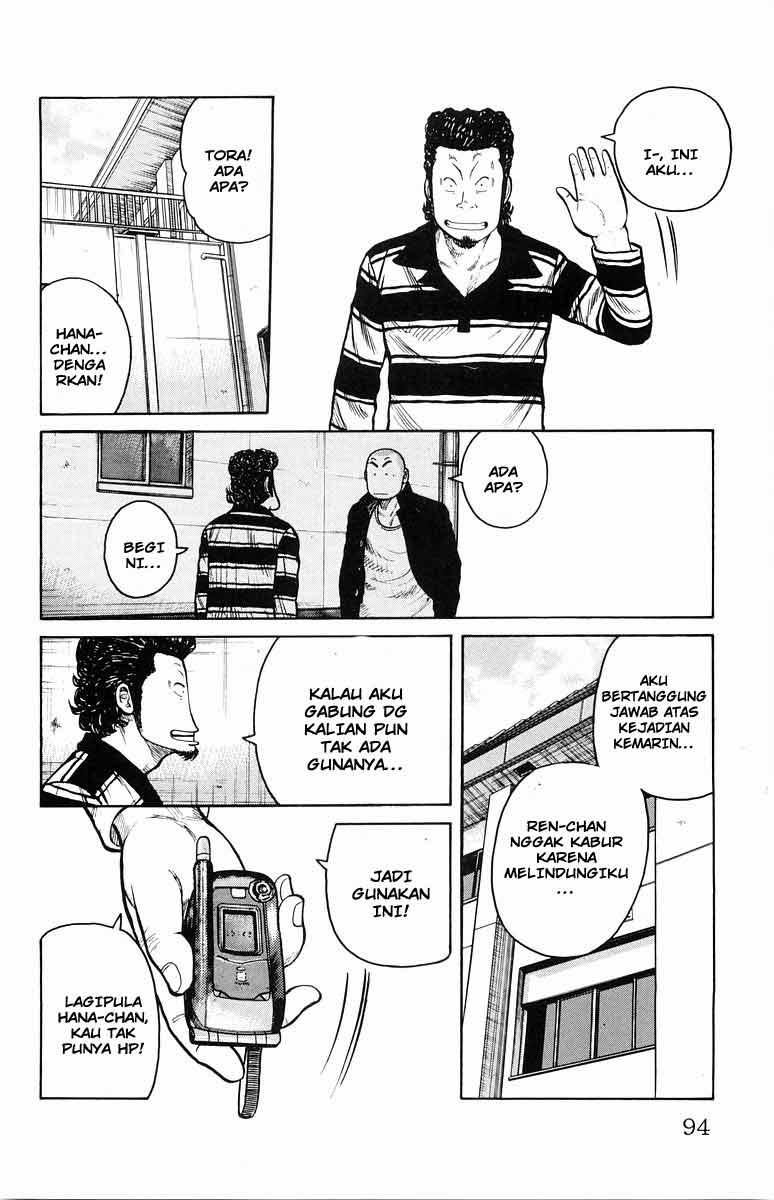 I-, INI
AKU...
TORA!
ADA
APA?
HANA-
CHAN...
DENGA
RKAN!
ADA
APA?
BEGI
NI...
AKU
BERTANGGUNG
JAWAB ATAS
KEJADIAN
KEMARIN...
REN-CHAN
NGGAK KABUR
KARENA
MELINDUNGIKU
...
KALAU AKU
GABUNG DG
KALIAN PUN
TAK ADA
GUNANYA...
JADI
GUNAKAN
INI!
LAGIPULA
HANA-CHAN,
KAU TAK
PUNYA HP!
94